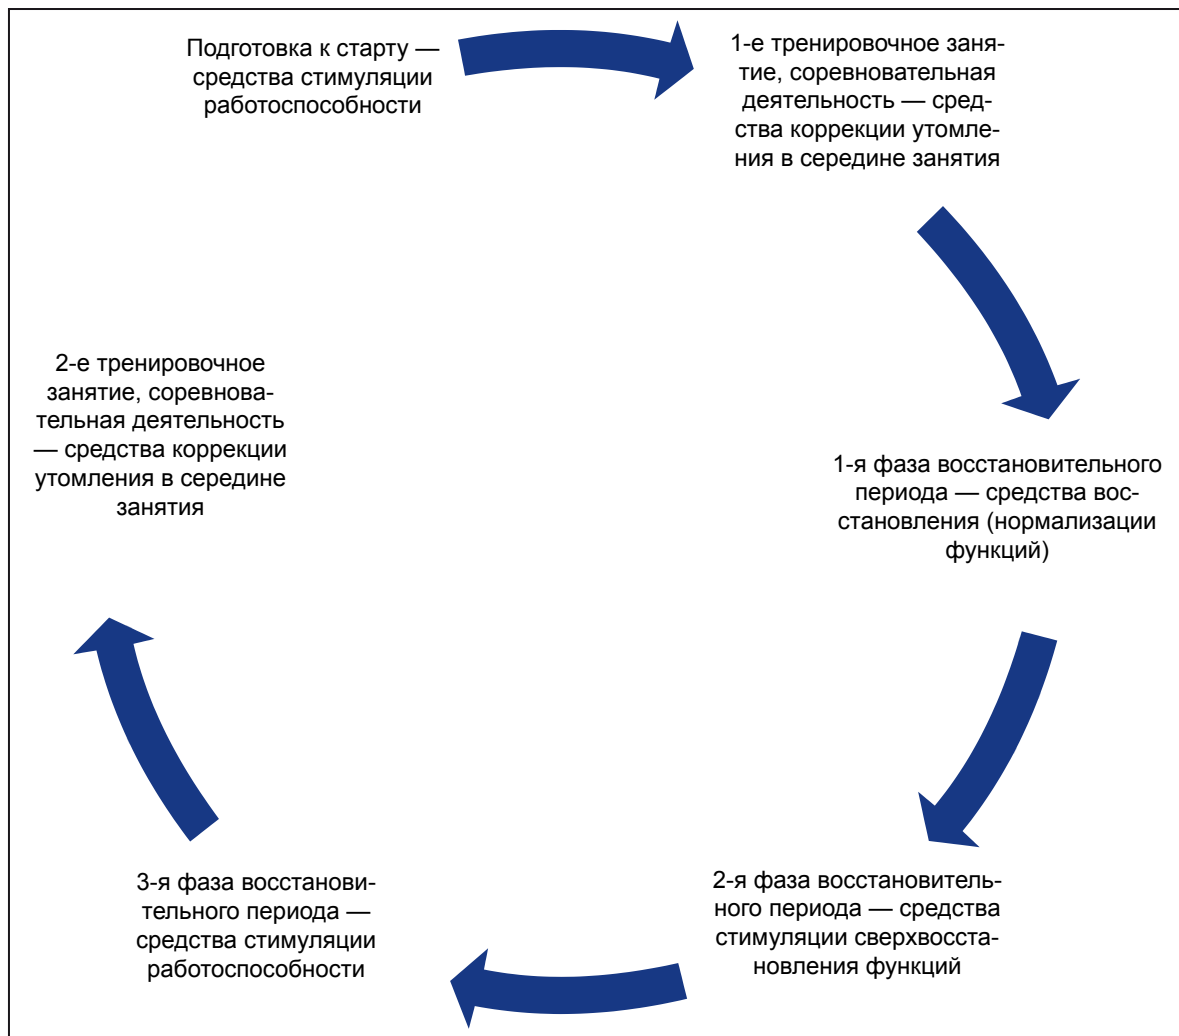 Подготовка к старту —
средства стимуляции
работоспособности
1-е тренировочное заня-
тие, соревновательная
деятельность — сред-
ства коррекции утомле-
ния в середине занятия
1-я фаза восстановительного
периода — средства вос-
становления (нормализации
функций)
2-я фаза восстановитель-
ного периода — средства
стимуляции сверхвосста-
новления функций
3-я фаза восстанови-
тельного периода —
средства стимуляции
работоспособности
2-е тренировочное
занятие, соревнова-
тельная деятельность
— средства коррекции
утомления в середине
занятия